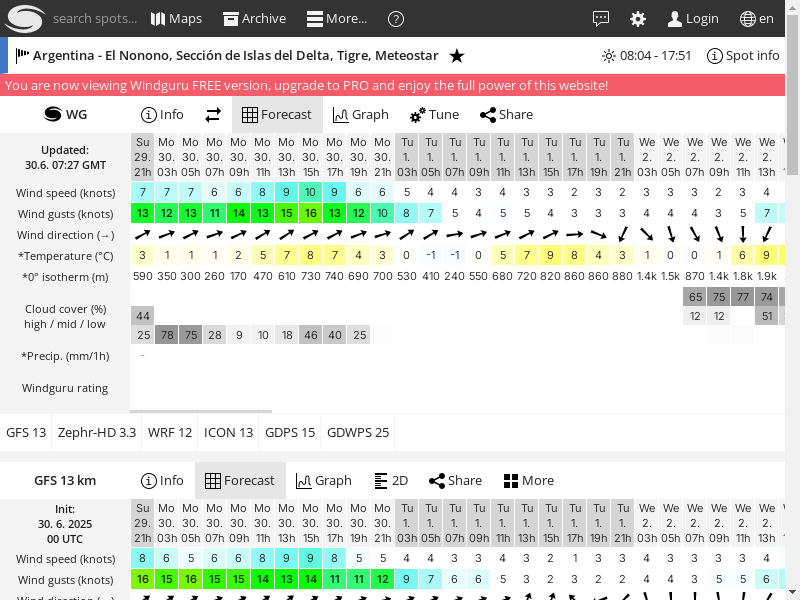 search spots... Maps Archive More... ? Login en
Argentina - El Nonono, Sección de Islas del Delta, Tigre, Meteostar ★ 08:04 - 17:51 Spot info
You are now viewing Windguru FREE version, upgrade to PRO and enjoy the full power of this website!
WG Info Forecast Graph Tune Share
Updated:
30.6. 07:27 GMT
Su Mo Mo Mo Mo Mo Mo Mo Mo Mo Mo Tu Tu Tu Tu Tu Tu Tu Tu Tu Tu We We We We We We
29. 30. 30. 30. 30. 30. 30. 30. 30. 30. 30. 1. 1. 1. 1. 1. 1. 1. 1. 1. 1. 2. 2. 2. 2. 2. 2.
21h 03h 05h 07h 09h 11h 13h 15h 17h 19h 21h 03h 05h 07h 09h 11h 13h 15h 17h 19h 21h 03h 05h 07h 09h 11h 13h
Wind speed (knots) 7 7 7 6 6 8 9 10 9 6 6 5 4 4 3 4 3 3 2 3 2 3 3 3 2 3 4
Wind gusts (knots) 13 12 13 11 14 13 15 16 13 12 10 8 7 5 4 5 5 4 3 3 3 4 4 4 3 5 7
Wind direction (→)
*Temperature (°C) 3 1 1 1 2 5 7 8 7 4 3 0 -1 -1 0 5 7 9 8 4 3 1 0 0 1 6 9
*0° isotherm (m) 590 350 300 260 170 470 610 730 740 690 700 530 410 240 550 680 720 820 860 860 880 1.4k 1.5k 870 1.4k 1.8k 1.9k
Cloud cover (%)
high / mid / low
65 75 77 74
44 12 12 51
25 78 75 28 9 10 18 46 40 25
*Precip. (mm/1h) -
Windguru rating
GFS 13 Zephr-HD 3.3 WRF 12 ICON 13 GDPS 15 GDWPS 25
GFS 13 km Info Forecast Graph 2D Share More
Init:
30. 6. 2025
00 UTC
Su Mo Mo Mo Mo Mo Mo Mo Mo Mo Mo Tu Tu Tu Tu Tu Tu Tu Tu Tu Tu We We We We We We
29. 30. 30. 30. 30. 30. 30. 30. 30. 30. 30. 1. 1. 1. 1. 1. 1. 1. 1. 1. 1. 2. 2. 2. 2. 2. 2.
21h 03h 05h 07h 09h 11h 13h 15h 17h 19h 21h 03h 05h 07h 09h 11h 13h 15h 17h 19h 21h 03h 05h 07h 09h 11h 13h
Wind speed (knots) 8 6 5 6 6 8 9 9 8 5 5 4 4 3 3 4 3 2 1 3 3 4 3 3 3 3 4
Wind gusts (knots) 16 15 16 15 15 14 13 14 11 11 12 9 7 6 6 5 3 2 3 2 2 4 4 3 5 5 6